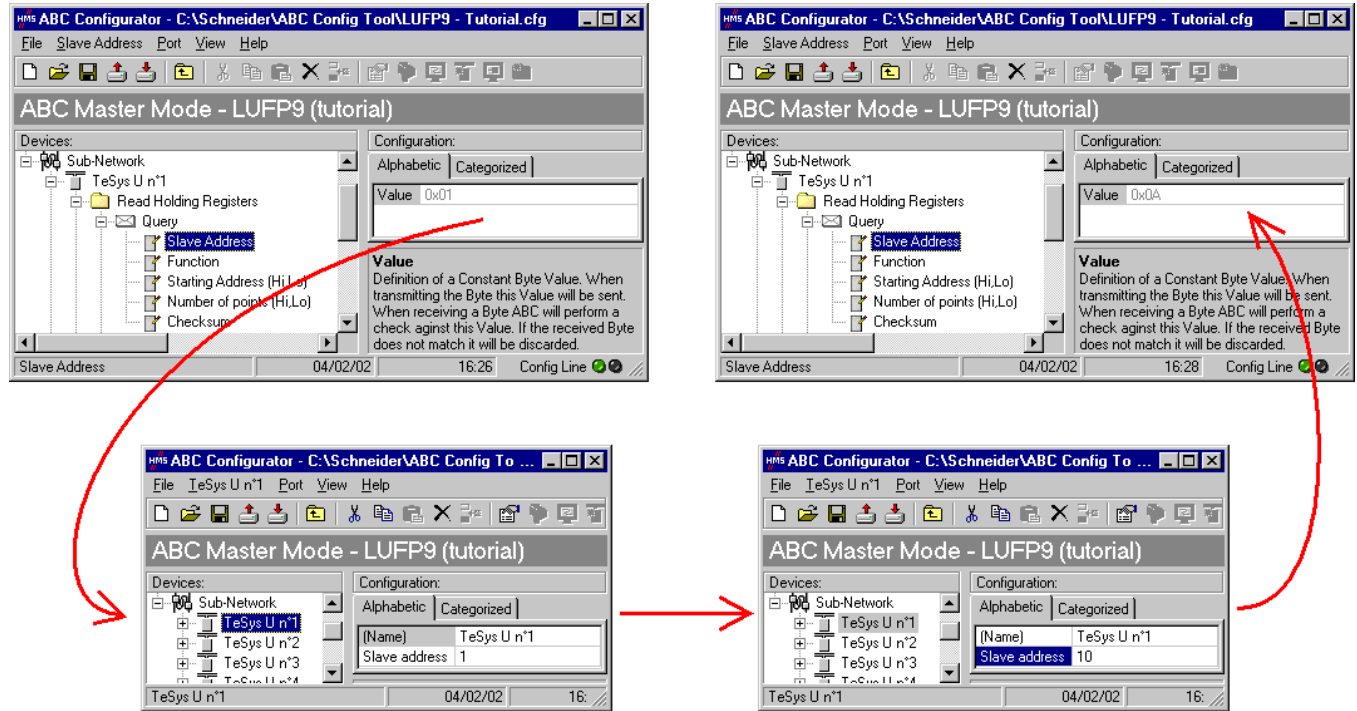 HMS ABC Configurator - C:\Schneider\ABC Config Tool\LUFP9 - Tutorial.cfg
File Slave Address Port View Help
ABC Master Mode - LUFP9 (tutorial)
Devices:
Sub-Network
TeSys U n°1
Read Holding Registers
Query
Slave Address
Function
Starting Address (Hi,Lo)
Number of points (Hi,Lo)
Checksum
Configuration:
Alphabetic Categorized
Value 0x01
Value
Definition of a Constant Byte Value. When
transmitting the Byte this Value will be sent.
When receiving a Byte ABC will perform a
check aginst this Value. If the received Byte
does not match it will be discarded.
Slave Address 04/02/02 16:26 Config Line
HMS ABC Configurator - C:\Schneider\ABC Config Tool\LUFP9 - Tutorial.cfg
File Slave Address Port View Help
ABC Master Mode - LUFP9 (tutorial)
Devices:
Sub-Network
TeSys U n°1
Read Holding Registers
Query
Slave Address
Function
Starting Address (Hi,Lo)
Number of points (Hi,Lo)
Checksum
Configuration:
Alphabetic Categorized
Value 0x0A
Value
Definition of a Constant Byte Value. When
transmitting the Byte this Value will be sent.
When receiving a Byte ABC will perform a
check aginst this Value. If the received Byte
does not match it will be discarded.
Slave Address 04/02/02 16:28 Config Line
HMS ABC Configurator - C:\Schneider\ABC Config To ...
File TeSys U n°1 Port View Help
ABC Master Mode - LUFP9 (tutorial)
Devices:
Sub-Network
TeSys U n°1
TeSys U n°2
TeSys U n°3
TeSys U n°4
Configuration:
Alphabetic Categorized
(Name) TeSys U n°1
Slave address 1
TeSys U n°1 04/02/02 16:
HMS ABC Configurator - C:\Schneider\ABC Config To ...
File TeSys U n°1 Port View Help
ABC Master Mode - LUFP9 (tutorial)
Devices:
Sub-Network
TeSys U n°1
TeSys U n°2
TeSys U n°3
TeSys U n°4
Configuration:
Alphabetic Categorized
(Name) TeSys U n°1
Slave address 10
TeSys U n°1 04/02/02 16: